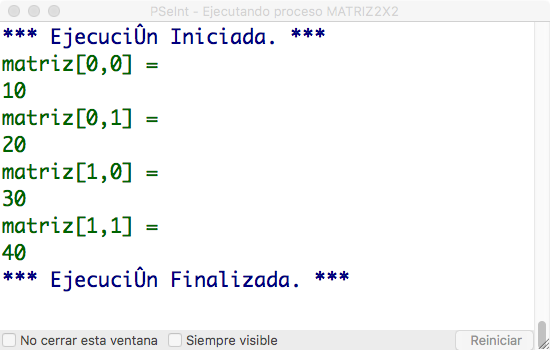 PSeInt - Ejecutando proceso MATRIZ2X2
*** EjecuciÛn Iniciada. ***
matriz[0,0] =
10
matriz[0,1] =
20
matriz[1,0] =
30
matriz[1,1] =
40
*** EjecuciÛn Finalizada. ***
No cerrar esta ventana Siempre visible Reiniciar